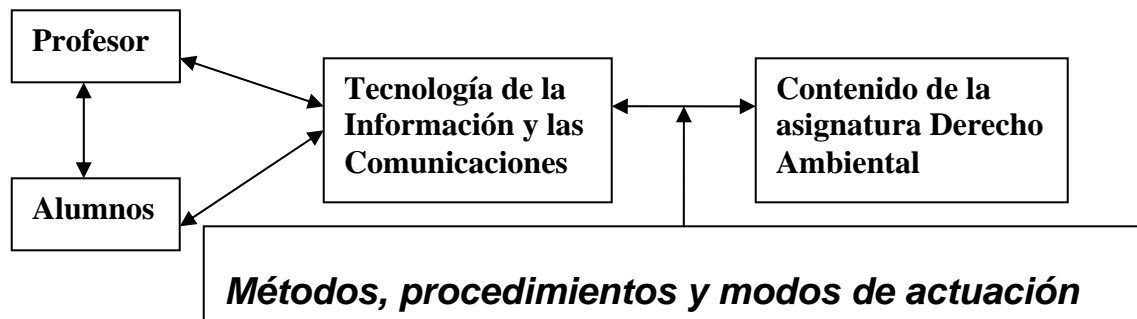 Profesor
Tecnología de la
Información y las
Comunicaciones
Contenido de la
asignatura Derecho
Ambiental
Alumnos
Métodos, procedimientos y modos de actuación